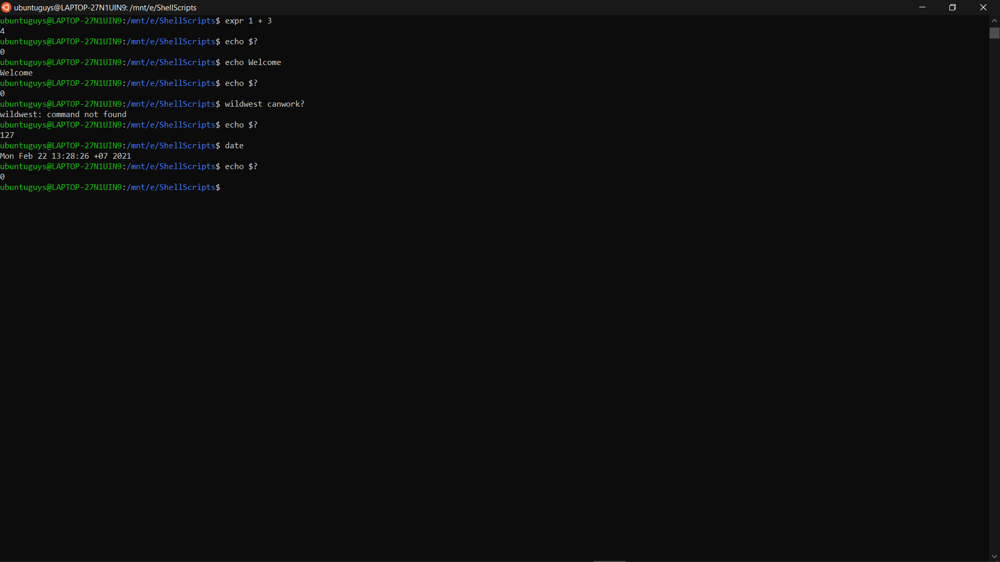 ubuntuguys@LAPTOP-27N1UIN9: /mnt/e/ShellScripts
ubuntuguys@LAPTOP-27N1UIN9:/mnt/e/ShellScripts$ expr 1 + 3
4
ubuntuguys@LAPTOP-27N1UIN9:/mnt/e/ShellScripts$ echo $?
0
ubuntuguys@LAPTOP-27N1UIN9:/mnt/e/ShellScripts$ echo Welcome
Welcome
ubuntuguys@LAPTOP-27N1UIN9:/mnt/e/ShellScripts$ echo $?
0
ubuntuguys@LAPTOP-27N1UIN9:/mnt/e/ShellScripts$ wildwest canwork?
wildwest: command not found
ubuntuguys@LAPTOP-27N1UIN9:/mnt/e/ShellScripts$ echo $?
127
ubuntuguys@LAPTOP-27N1UIN9:/mnt/e/ShellScripts$ date
Mon Feb 22 13:28:26 +07 2021
ubuntuguys@LAPTOP-27N1UIN9:/mnt/e/ShellScripts$ echo $?
0
ubuntuguys@LAPTOP-27N1UIN9:/mnt/e/ShellScripts$